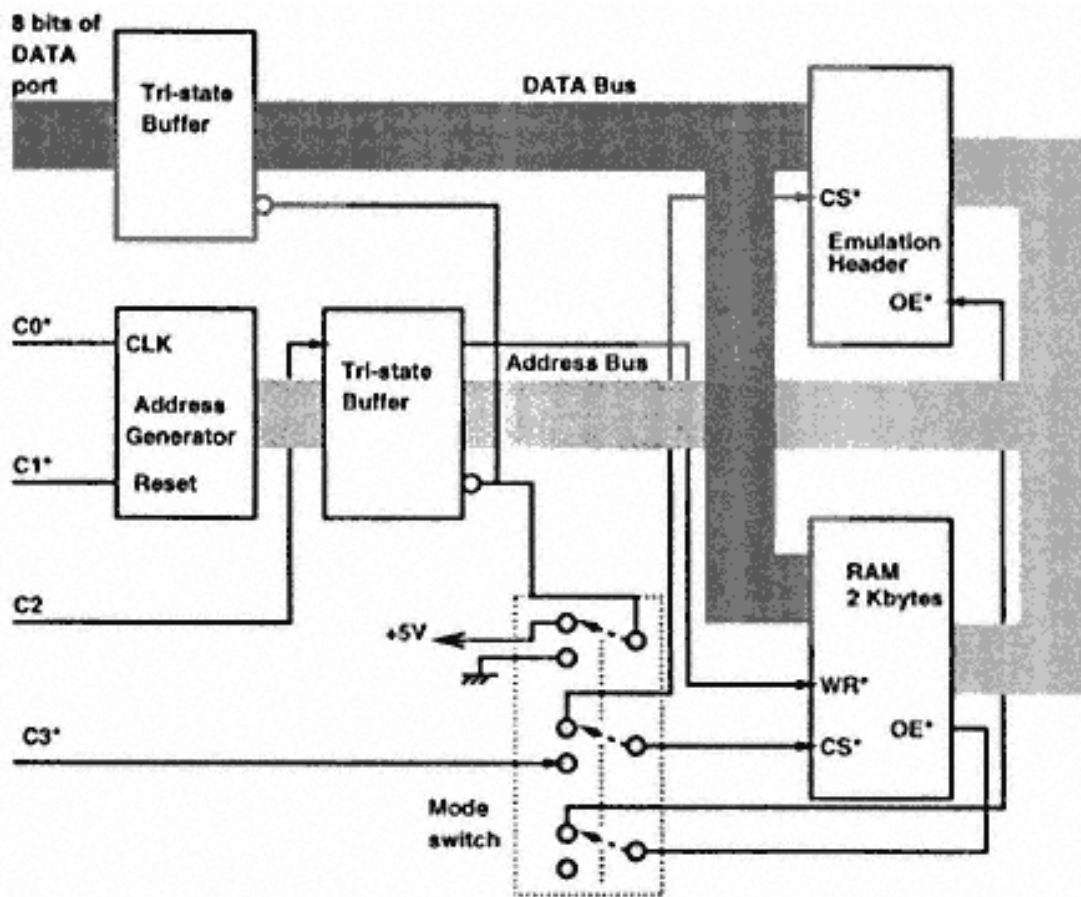 8 bits of
DATA
port
Tri-state
Buffer
DATA Bus
CS*
Emulation
Header
OE*
C0*
CLK
Address
Generator
C1*
Reset
Tri-state
Buffer
Address Bus
C2
+5V
RAM
2 Kbytes
WR*
OE*
CS*
C3*
Mode
switch